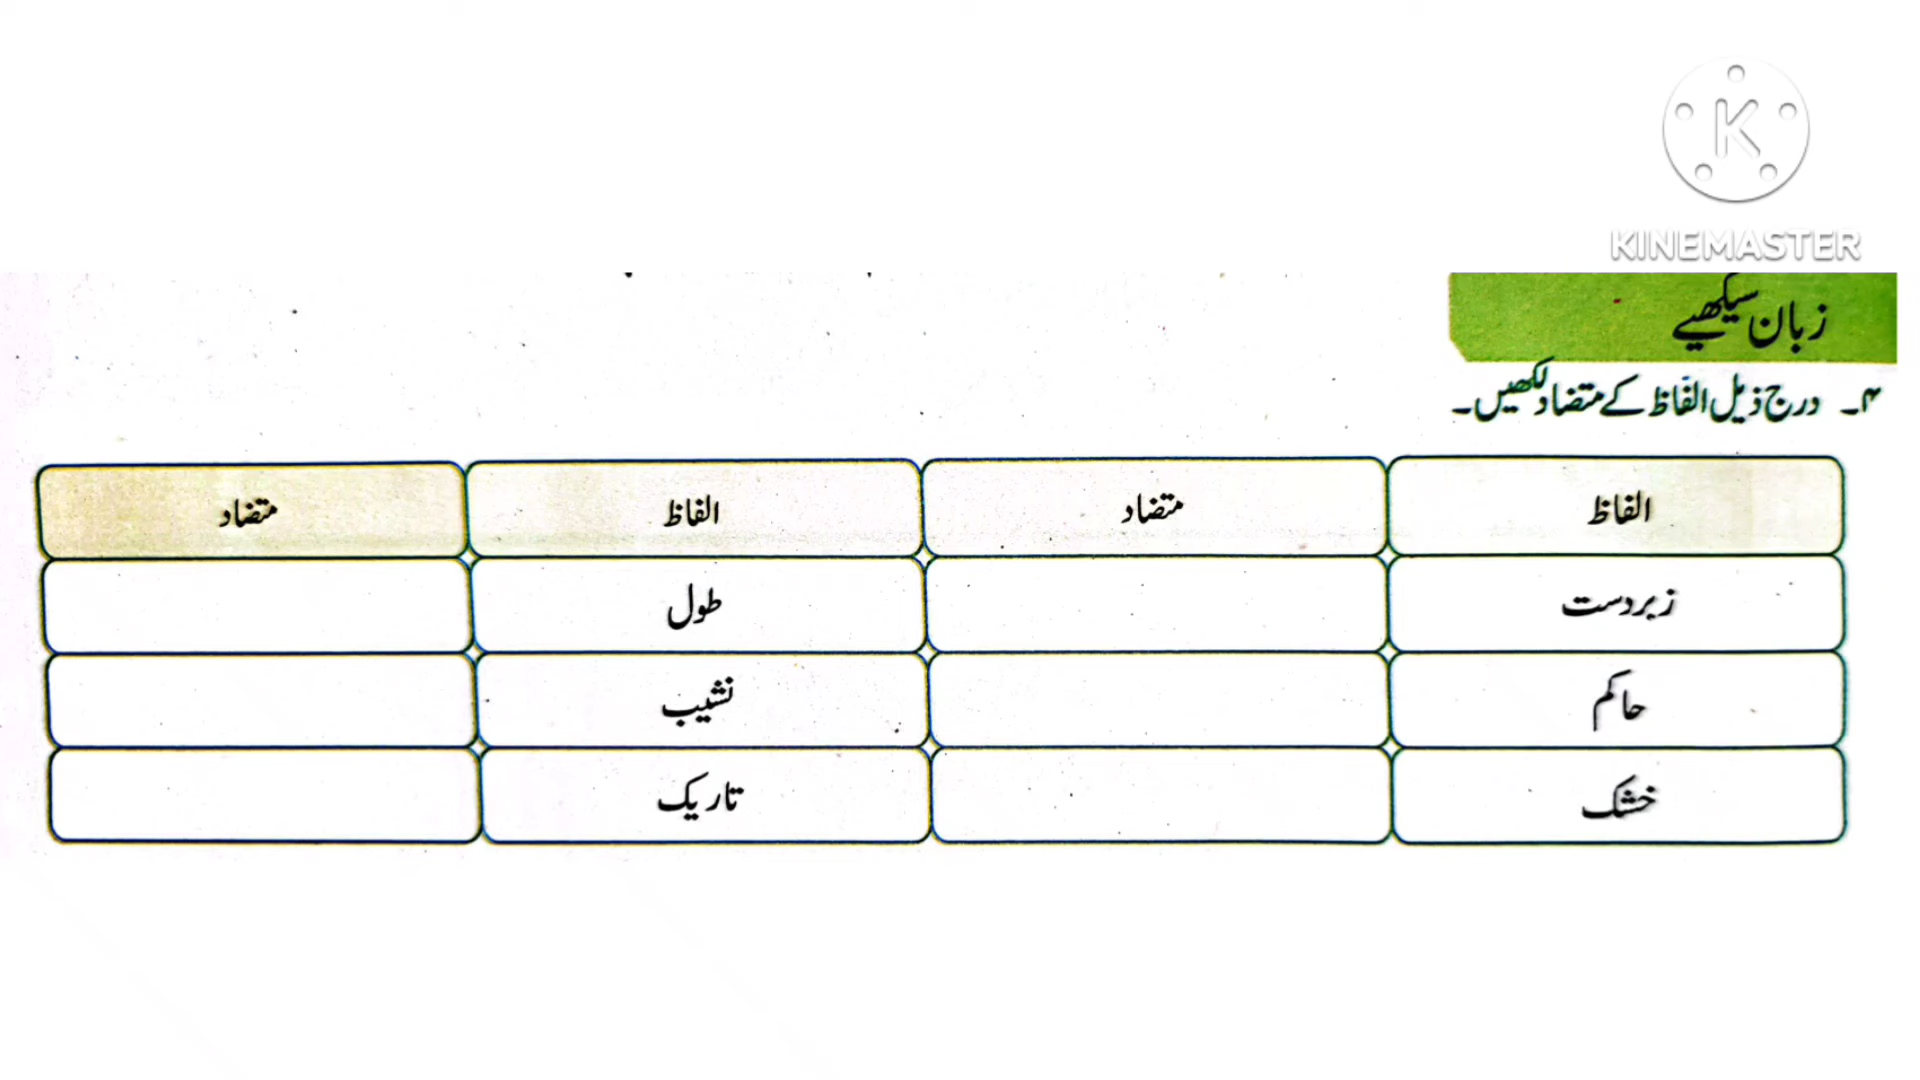 KINEMASTER
زبان سیکھیے
۴۔ درج ذیل الفاظ کے متضاد لکھیں۔
الفاظ متضاد الفاظ متضاد
زبردست طول
حاکم نشیب
خشک تاریک